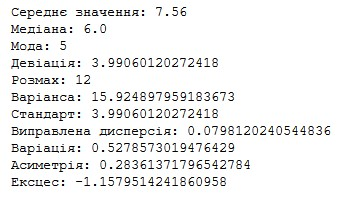 Середнє значення: 7.56
Медіана: 6.0
Мода: 5
Девіація: 3.99060120272418
Розмах: 12
Варіанса: 15.924897959183673
Стандарт: 3.99060120272418
Виправлена дисперсія: 0.0798120240544836
Варіація: 0.5278573019476429
Асиметрія: 0.28361371796542784
Ексцес: -1.1579514241860958